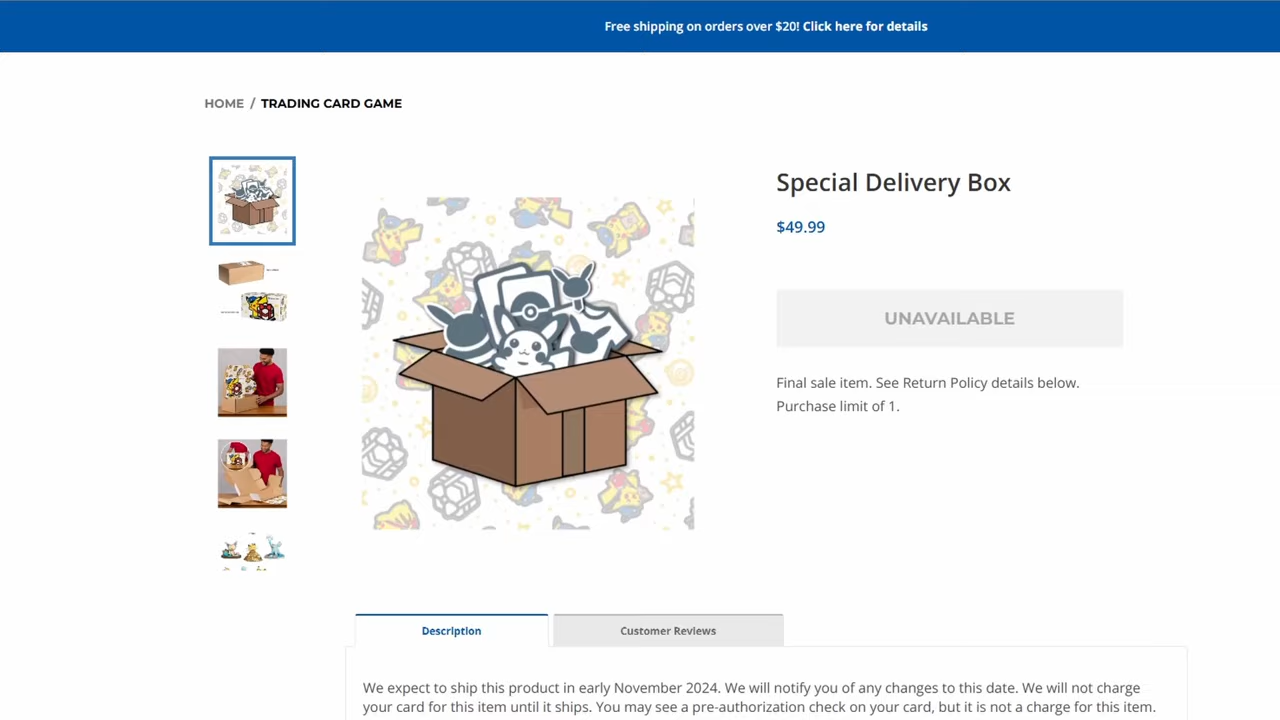 Free shipping on orders over $20! Click here for details
HOME / TRADING CARD GAME
Special Delivery Box
$49.99
UNAVAILABLE
Final sale item. See Return Policy details below.
Purchase limit of 1.
Description
Customer Reviews
We expect to ship this product in early November 2024. We will notify you of any changes to this date. We will not charge
your card for this item until it ships. You may see a pre-authorization check on your card, but it is not a charge for this item.